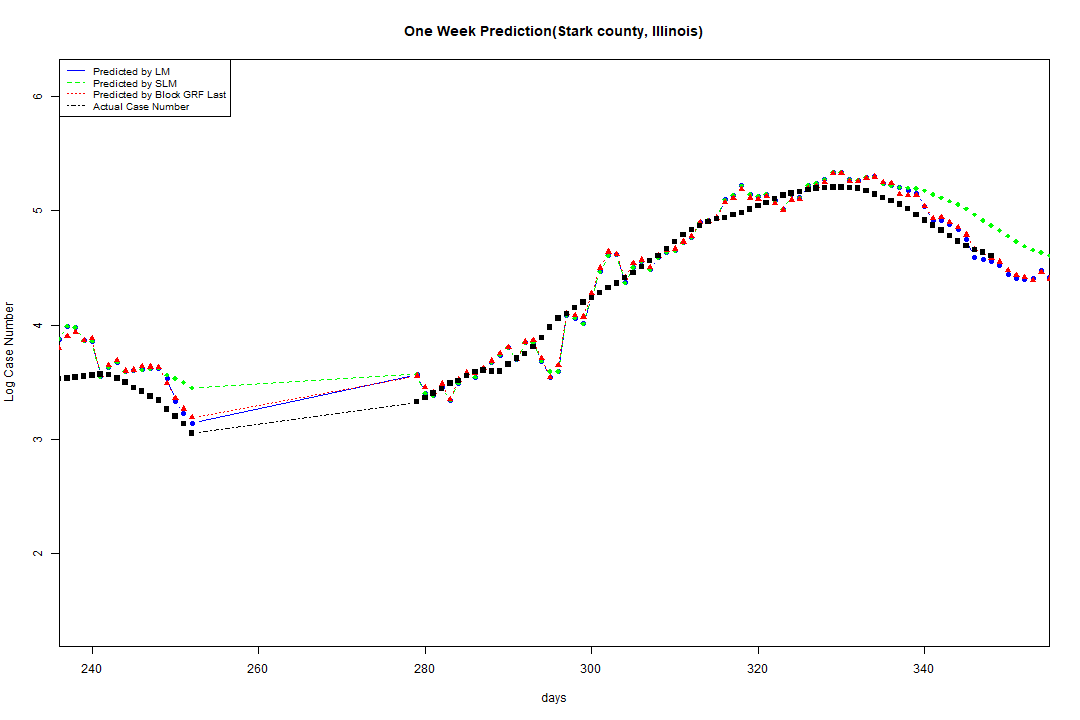 One Week Prediction(Stark county, Illinois)
Predicted by LM
Predicted by SLM
Predicted by Block GRF Last
Actual Case Number
6
5
4
3
2
Log Case Number
240 260 280 300 320 340
days